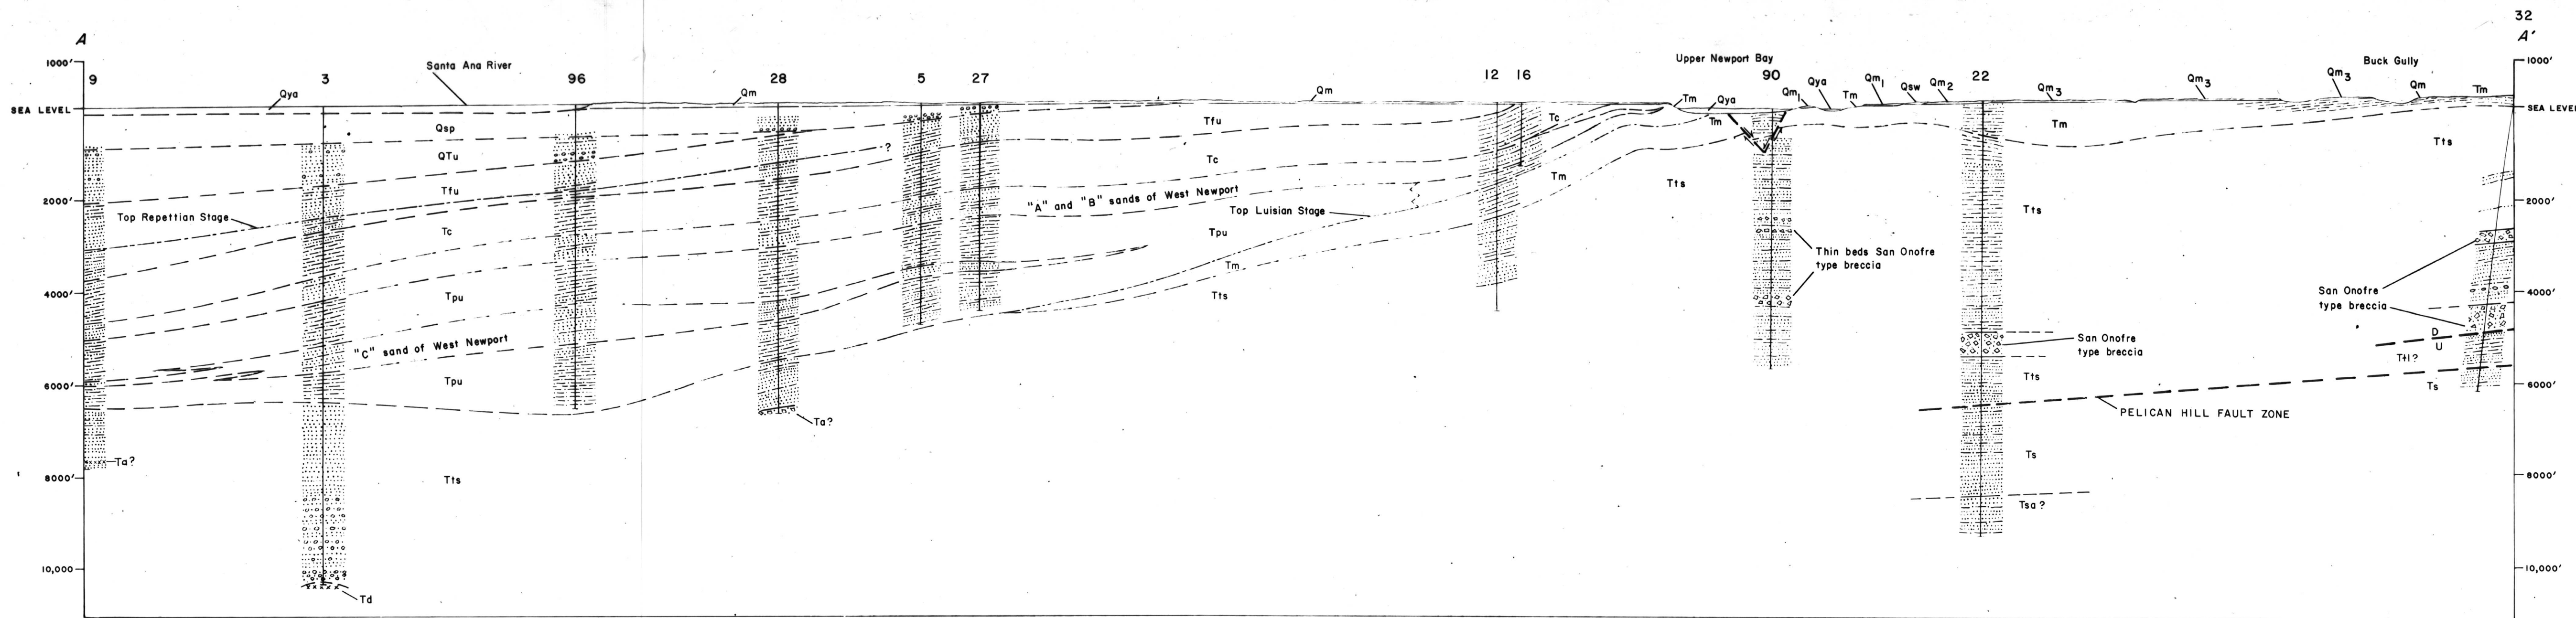 32
A
A′
1000′
1000′
9
3
Santa Ana River
96
28
5
27
12
16
Upper Newport Bay
90
22
Buck Gully
SEA LEVEL
SEA LEVEL
Qya
Qm
Qm
Tm
Qya
Qm1
Qya
Tm
Qm1
Qsw
Qm2
Qm3
Qm3
Qm3
Qm
Tm
Qsp
Tfu
Tc
Tm
Tm
QTu
Tc
Tts
Tfu
?
Tm
Tts
2000′
2000′
Top Repettian Stage
Tc
"A" and "B" sands of West Newport
Top Luisian Stage
Tts
Tpu
Thin beds San Onofre
type breccia
Tm
4000′
4000′
Tpu
Tts
San Onofre
type breccia
"C" sand of West Newport
San Onofre
type breccia
D
U
Ttl?
Tpu
Tts
Ts
6000′
6000′
PELICAN HILL FAULT ZONE
Ta?
Ta?
Ts
8000′
8000′
Tts
Tsa?
10,000′
10,000′
Td